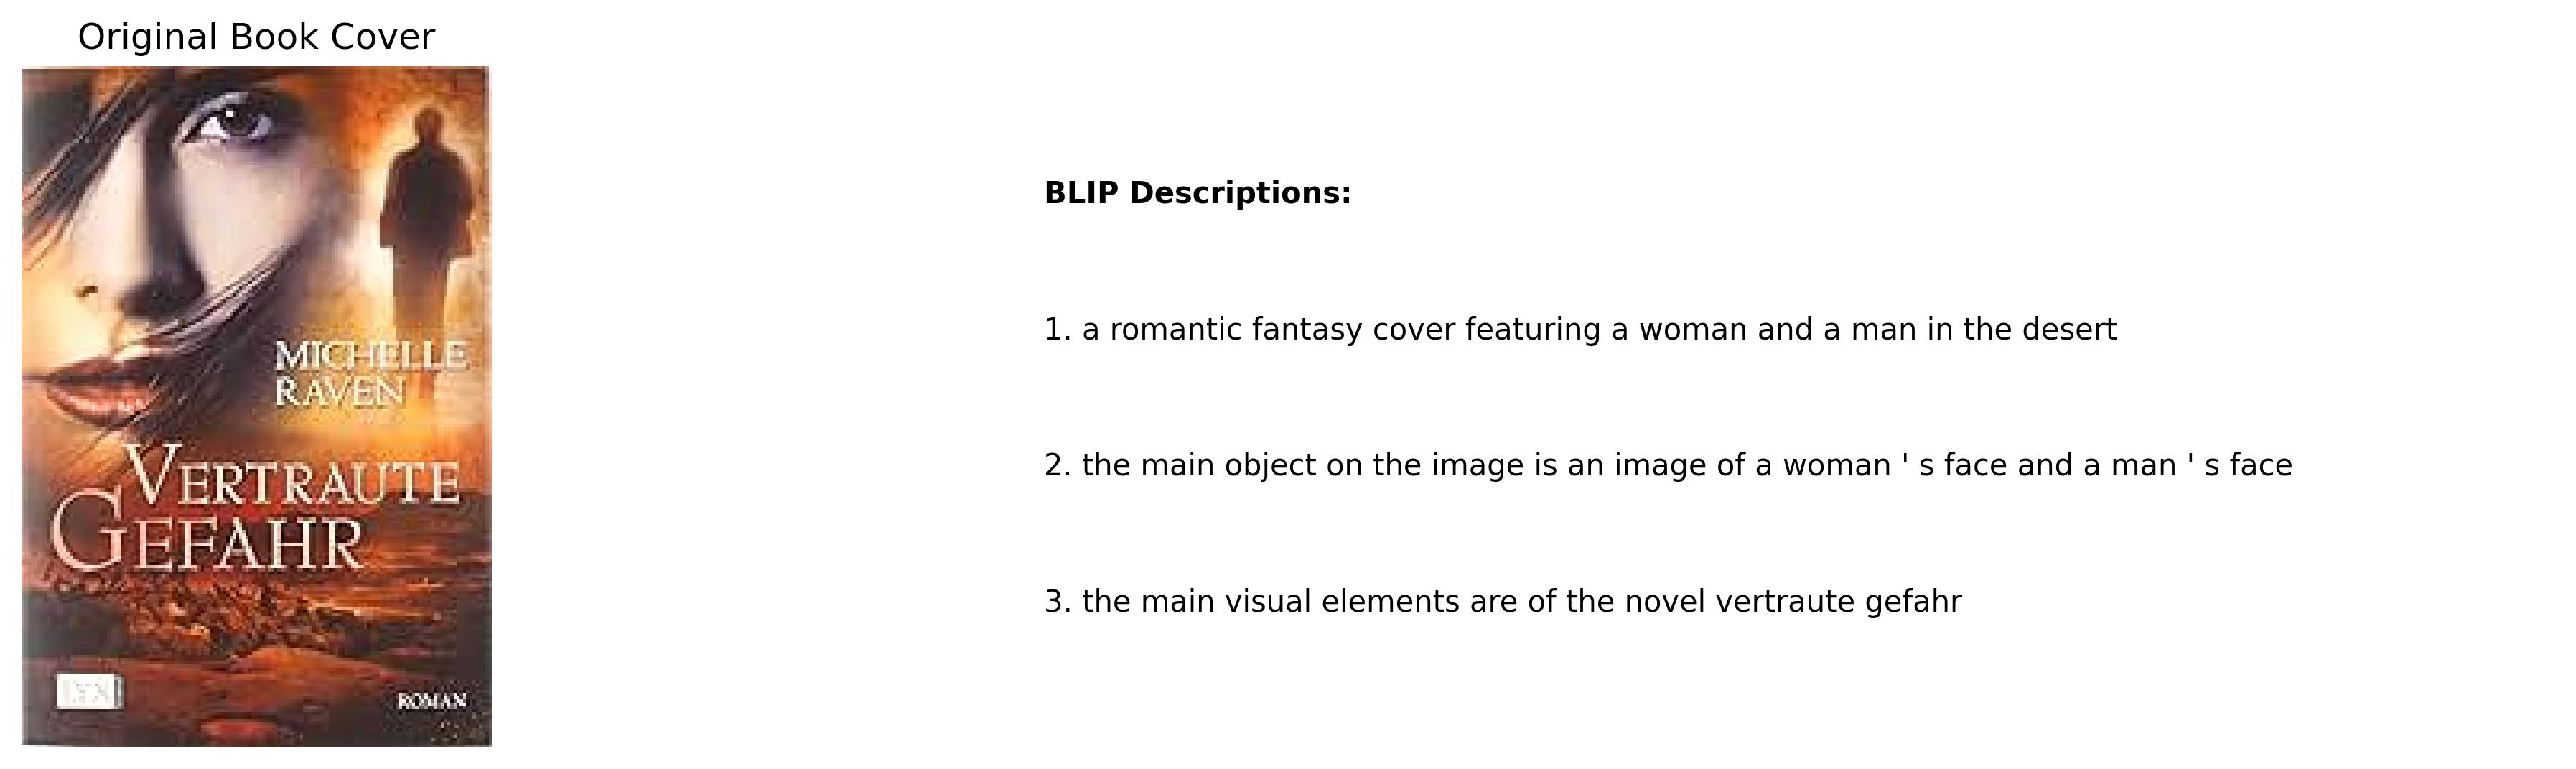 Original Book Cover
MICHELLE
RAVEN
VERTRAUTE
GEFAHR
LYX
ROMAN
BLIP Descriptions:
1. a romantic fantasy cover featuring a woman and a man in the desert
2. the main object on the image is an image of a woman ' s face and a man ' s face
3. the main visual elements are of the novel vertraute gefahr